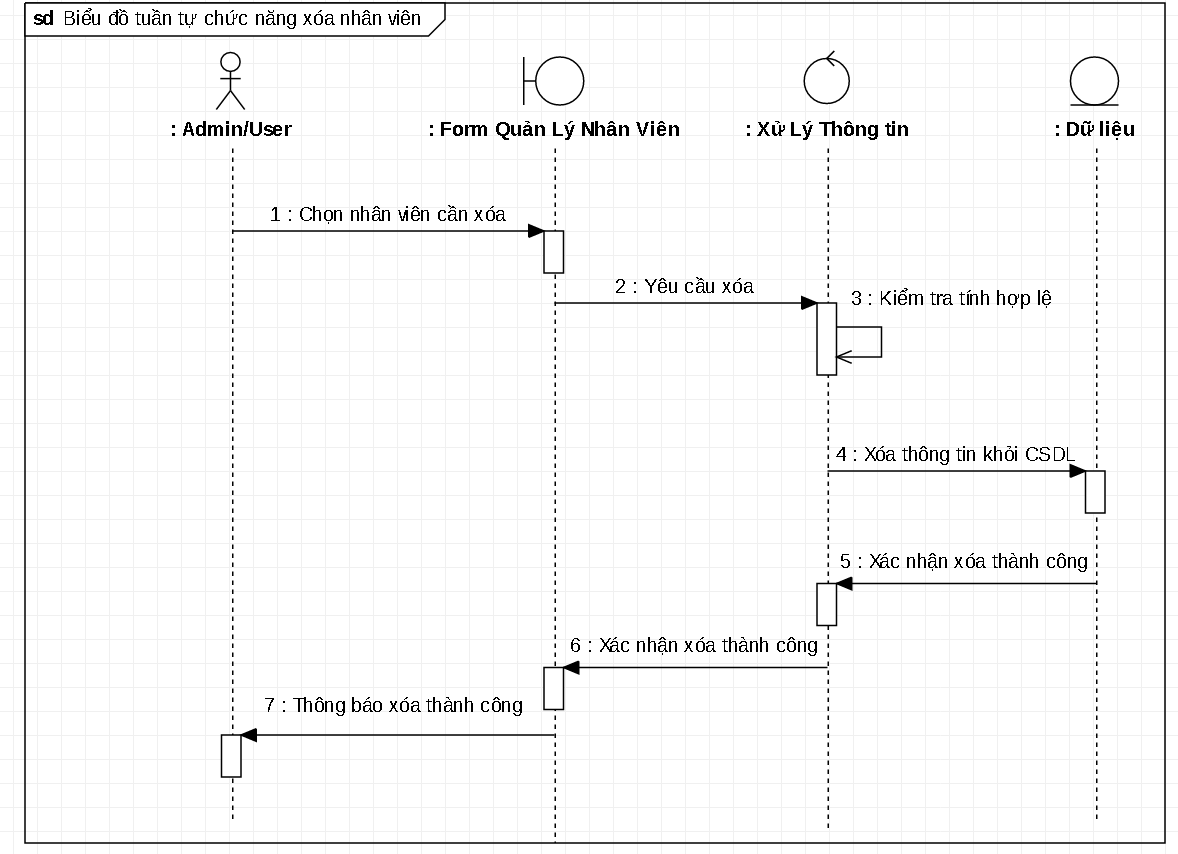 sd Biểu đồ tuần tự chức năng xóa nhân viên
: Admin/User
: Form Quản Lý Nhân Viên
: Xử Lý Thông tin
: Dữ liệu
1 : Chọn nhân viên cần xóa
2 : Yêu cầu xóa
3 : Kiểm tra tính hợp lệ
4 : Xóa thông tin khỏi CSDL
5 : Xác nhận xóa thành công
6 : Xác nhận xóa thành công
7 : Thông báo xóa thành công